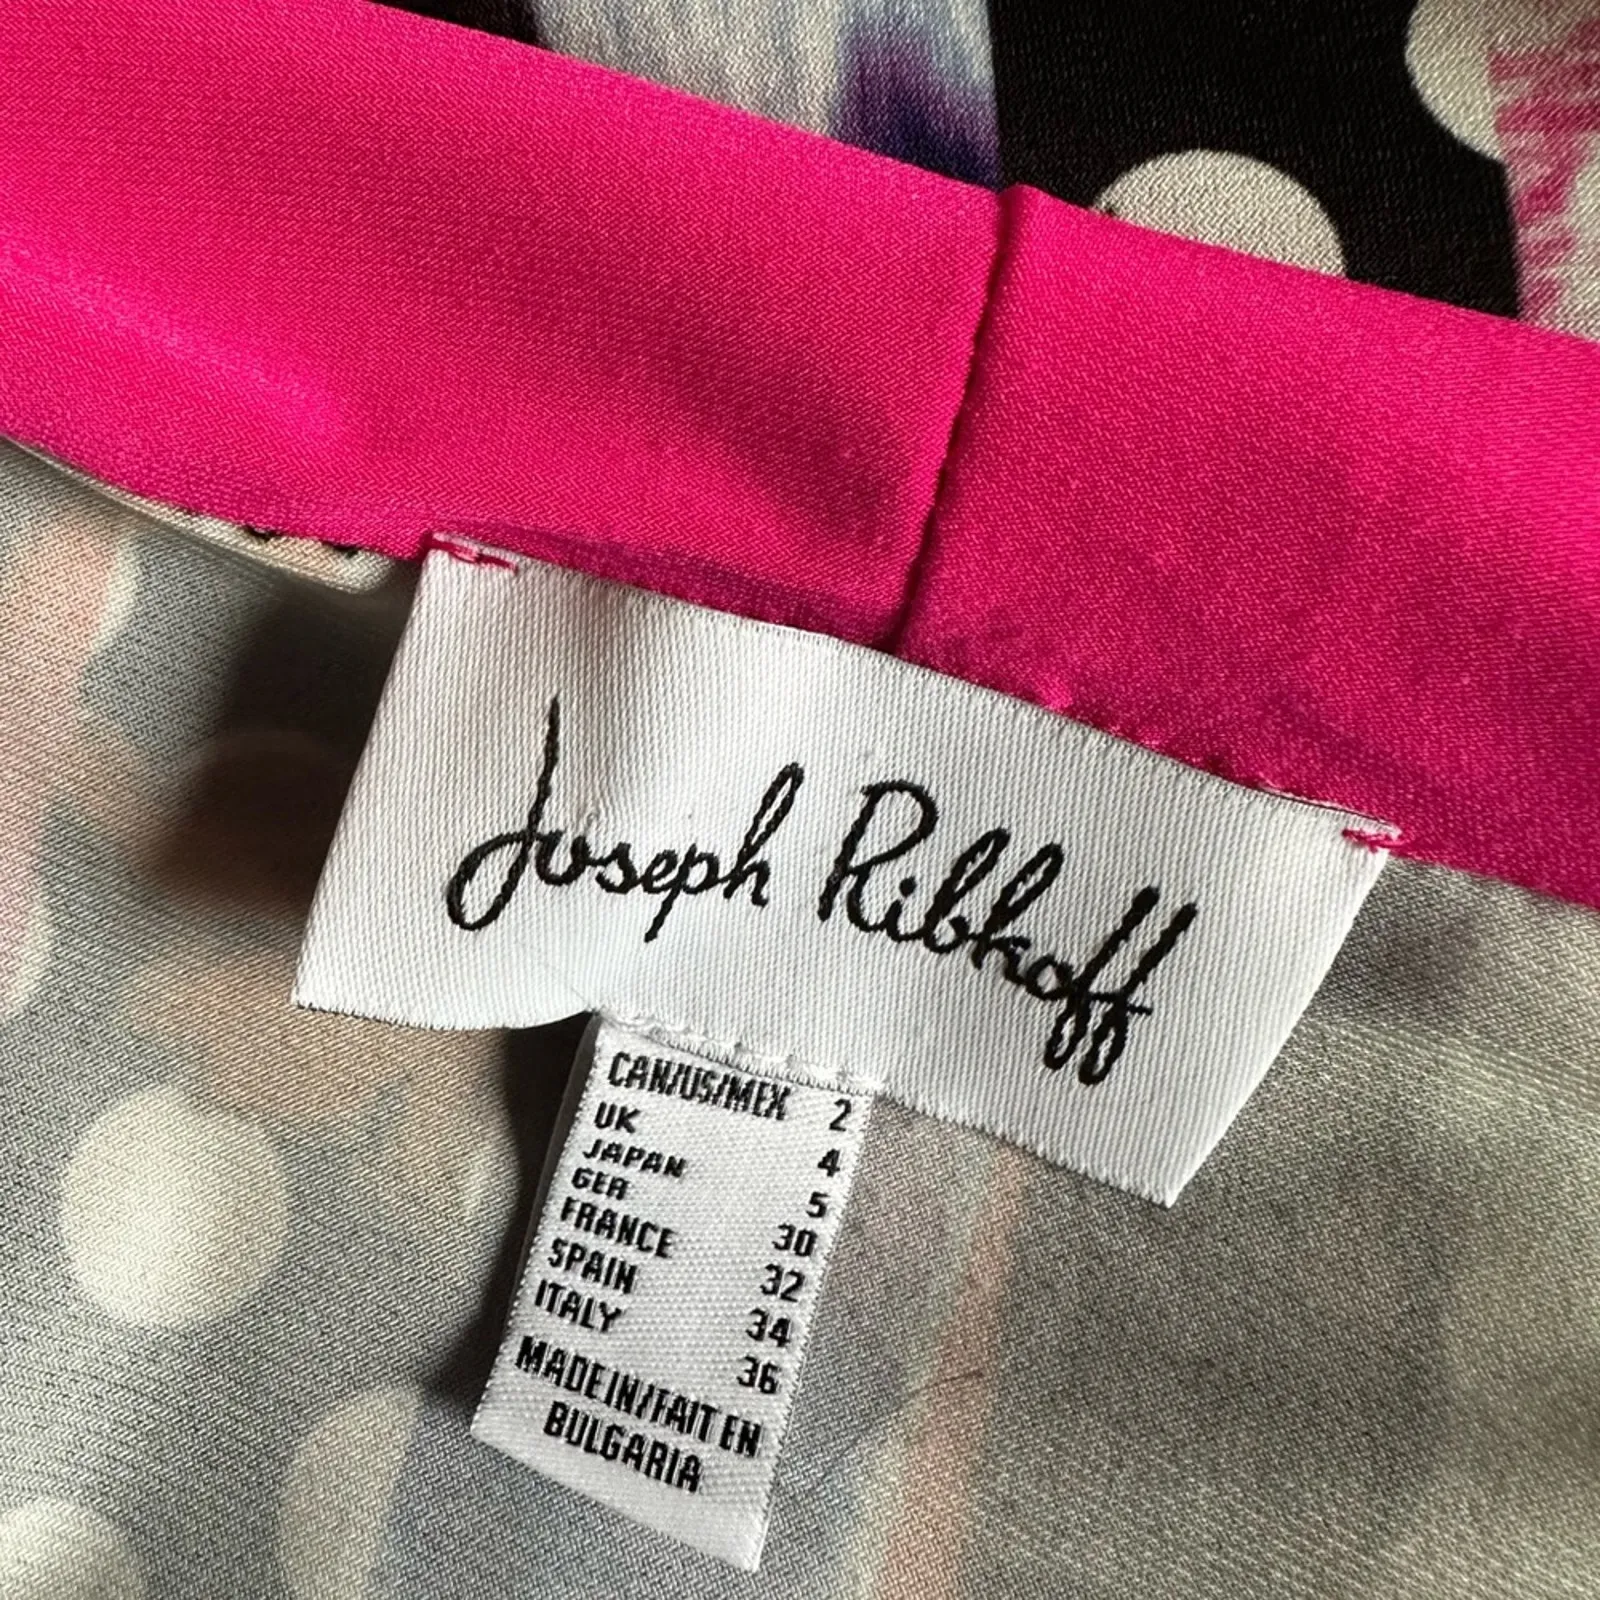 Joseph Ribkoff
CAN/US/MEX 2
UK 4
JAPAN 5
GER 30
FRANCE 32
SPAIN 34
ITALY 36
MADE IN/FAIT EN
BULGARIA